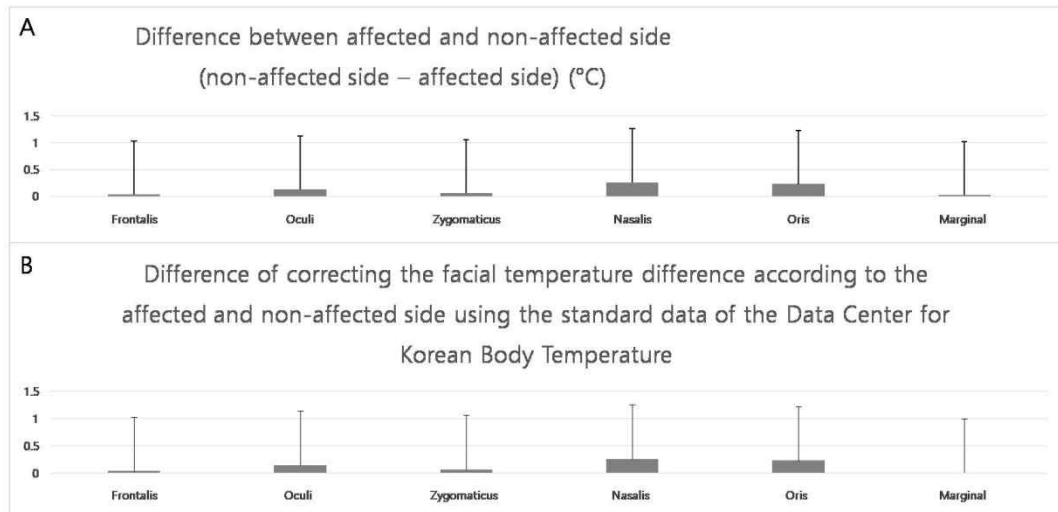 A
Difference between affected and non-affected side
(non-affected side – affected side) (°C)
1.5
1
0.5
0
Frontalis Oculi Zygomaticus Nasalis Oris Marginal
B
Difference of correcting the facial temperature difference according to the
affected and non-affected side using the standard data of the Data Center for
Korean Body Temperature
1.5
1
0.5
0
Frontalis Oculi Zygomaticus Nasalis Oris Marginal